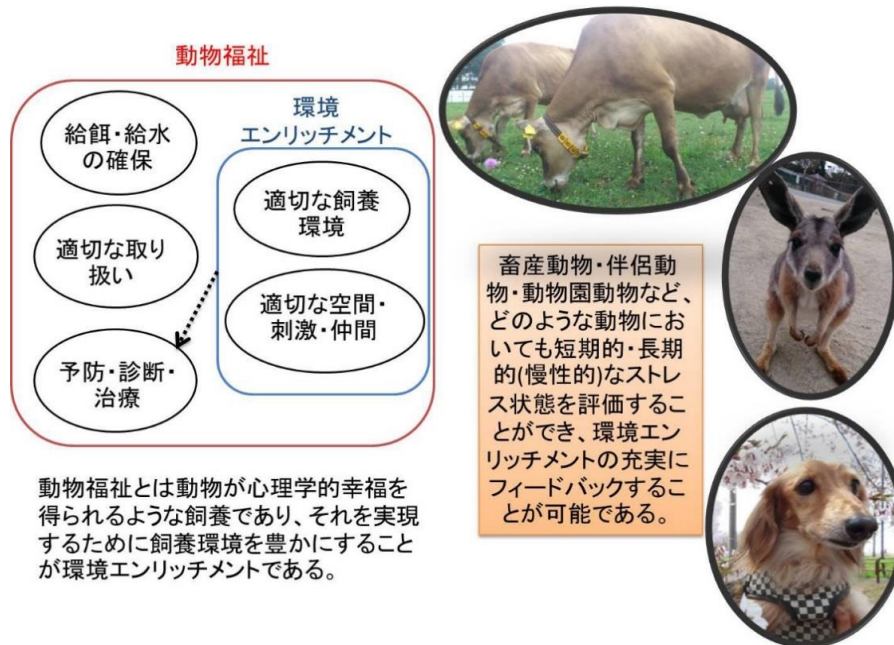 動物福祉
給餌・給水
の確保
適切な取り
扱い
予防・診断・
治療
環境
エンリッチメント
適切な飼養
環境
適切な空間・
刺激・仲間
動物福祉とは動物が心理学的幸福を
得られるような飼養であり、それを実現
するために飼養環境を豊かにすること
が環境エンリッチメントである。
畜産動物・伴侶動
物・動物園動物など、
どのような動物にお
いても短期的・長期
的(慢性的)なストレ
ス状態を評価するこ
とができ、環境エン
リッチメントの充実に
フィードバックするこ
とが可能である。